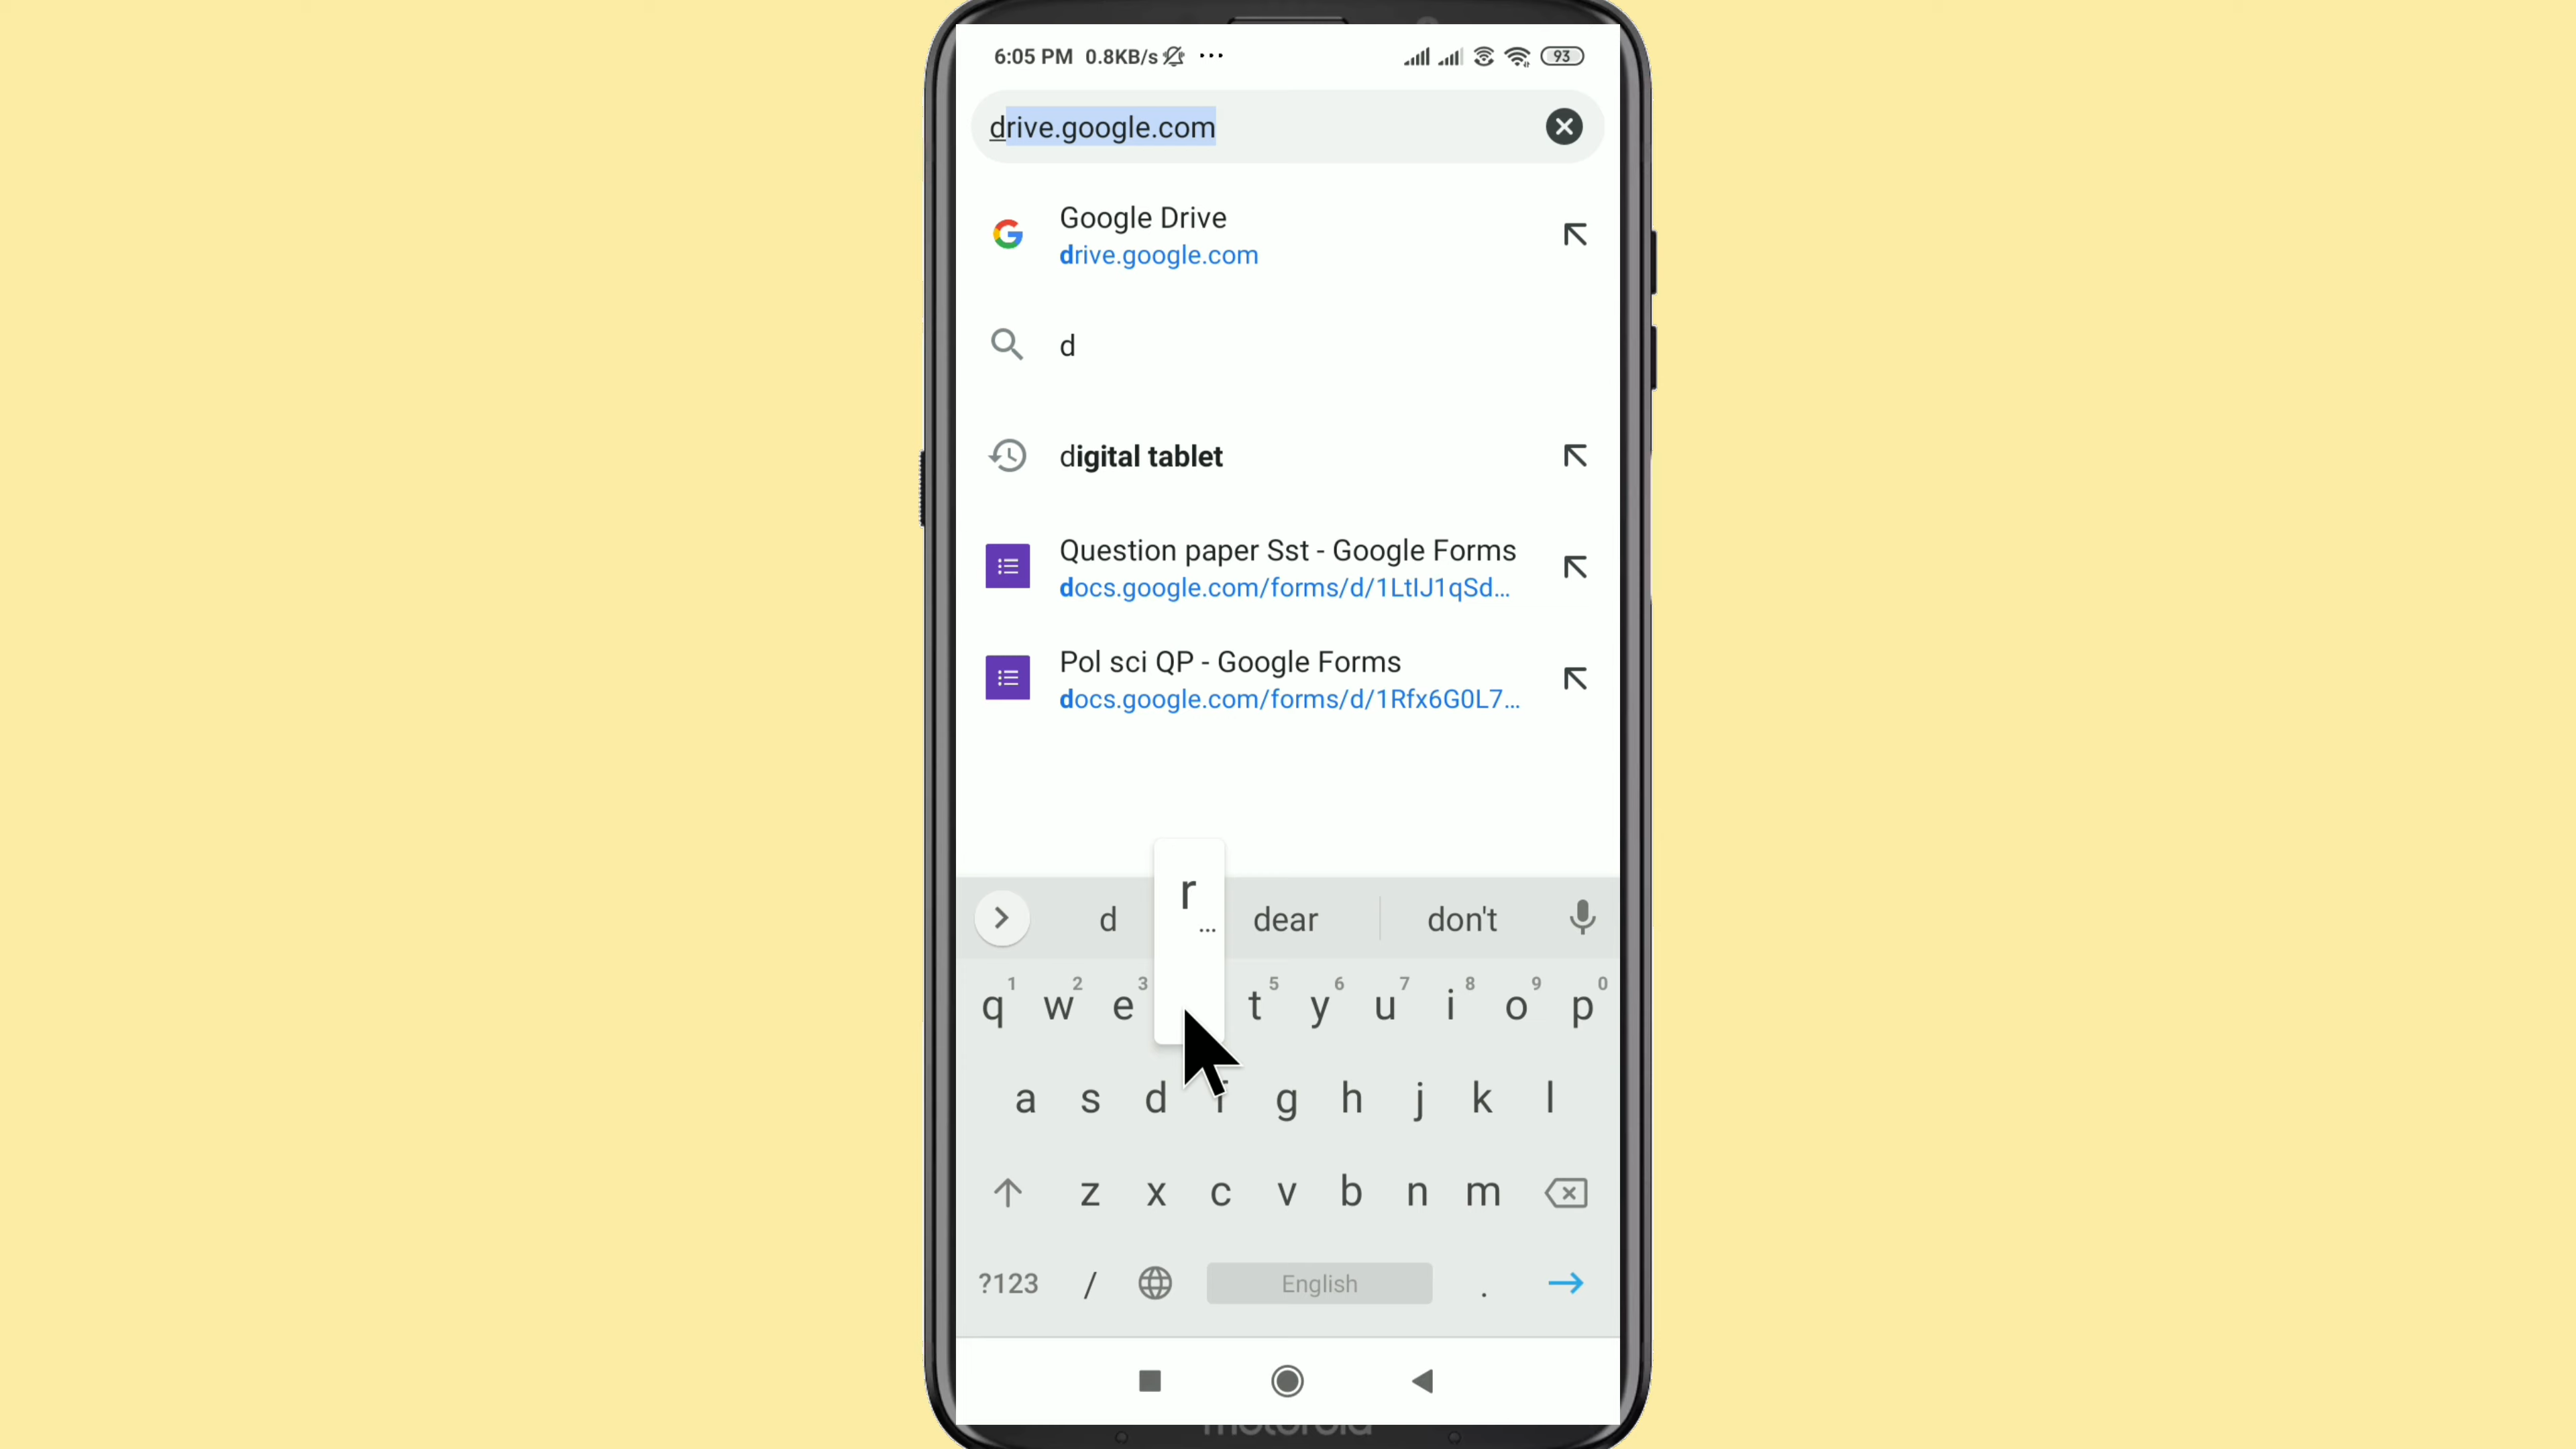 6:05 PM 0.8KB/s ... 93
drive.google.com
Google Drive
drive.google.com
d
digital tablet
Question paper Sst - Google Forms
docs.google.com/forms/d/1LtIJ1qSd...
Pol sci QP - Google Forms
docs.google.com/forms/d/1Rfx6G0L7...
r
...
d dear don't
1 2 3 5 6 7 8 9 0
q w e t y u i o p
a s d f g h j k l
z x c v b n m
?123 / English .
motorola